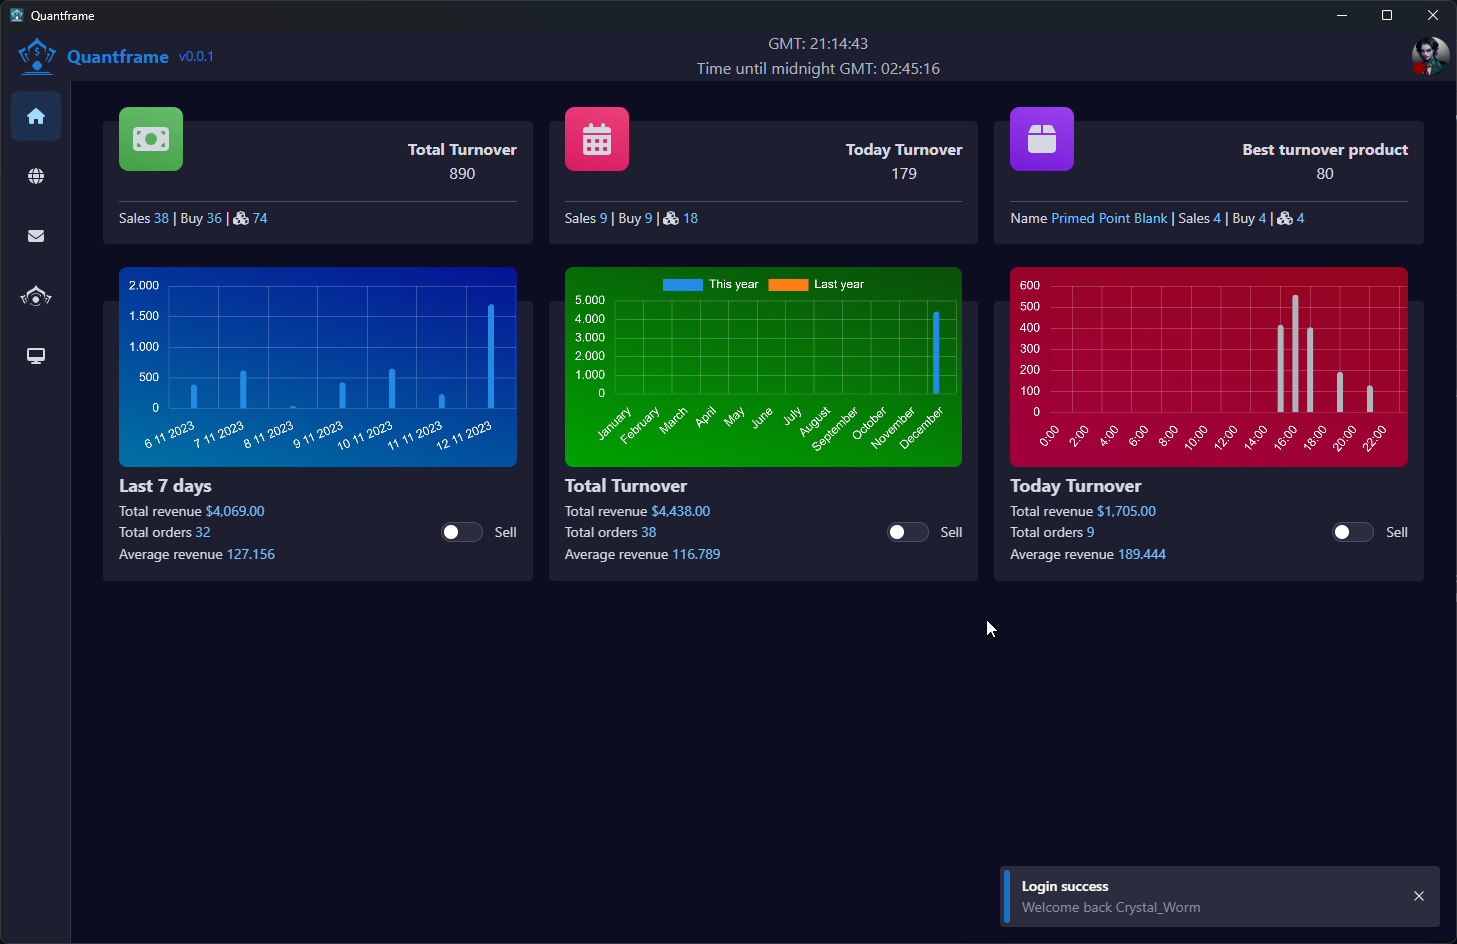 Quantframe
Quantframe v0.0.1
GMT: 21:14:43
Time until midnight GMT: 02:45:16
Total Turnover
890
Sales 38 | Buy 36 | 74
Today Turnover
179
Sales 9 | Buy 9 | 18
Best turnover product
80
Name Primed Point Blank | Sales 4 | Buy 4 | 4
2.000
1.500
1.000
500
0
6 11 2023
7 11 2023
8 11 2023
9 11 2023
10 11 2023
11 11 2023
12 11 2023
Last 7 days
Total revenue $4,069.00
Total orders 32
Average revenue 127.156
Sell
This year
Last year
5.000
4.000
3.000
2.000
1.000
0
January
February
March
April
May
June
July
August
September
October
November
December
Total Turnover
Total revenue $4,438.00
Total orders 38
Average revenue 116.789
Sell
600
500
400
300
200
100
0
0:00
2:00
4:00
6:00
8:00
10:00
12:00
14:00
16:00
18:00
20:00
22:00
Today Turnover
Total revenue $1,705.00
Total orders 9
Average revenue 189.444
Sell
Login success
Welcome back Crystal_Worm